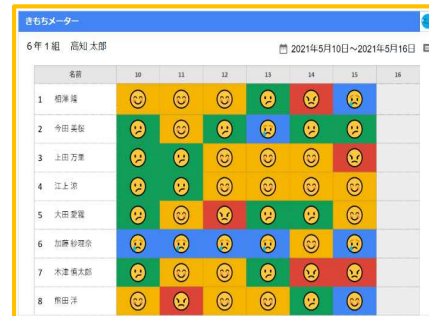 きもちメーター
6年1組 高知 太郎 2021年5月10日～2021年5月16日
名前 10 11 12 13 14 15 16
1 相澤 隆
2 今田 美桜
3 上田 万里
4 江上 涼
5 大田 愛羅
6 加藤 紗理奈
7 木津 慎太郎
8 熊田 洋